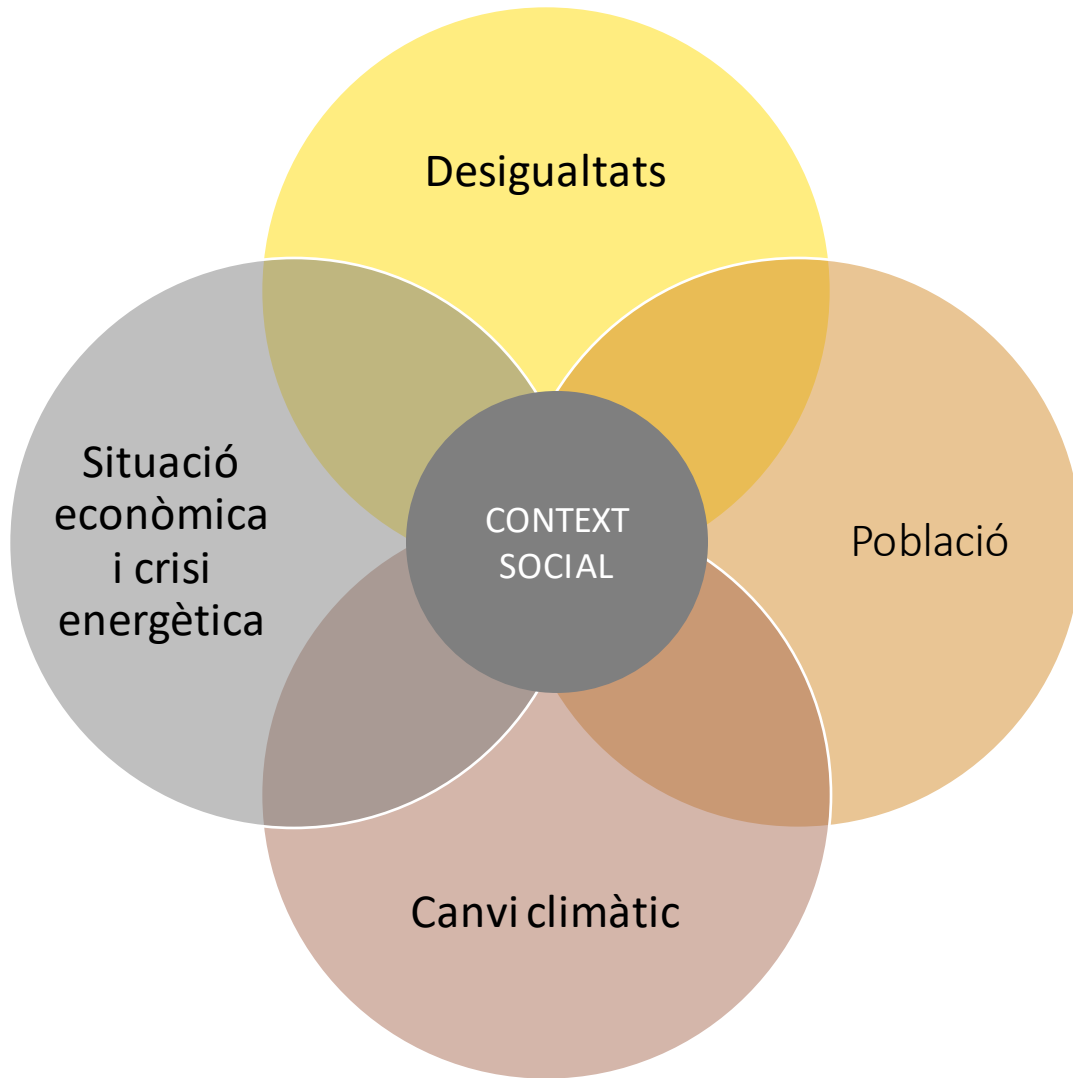 Desigualtats
Situació
econòmica
i crisi
energètica
CONTEXT
SOCIAL
Població
Canvi climàtic